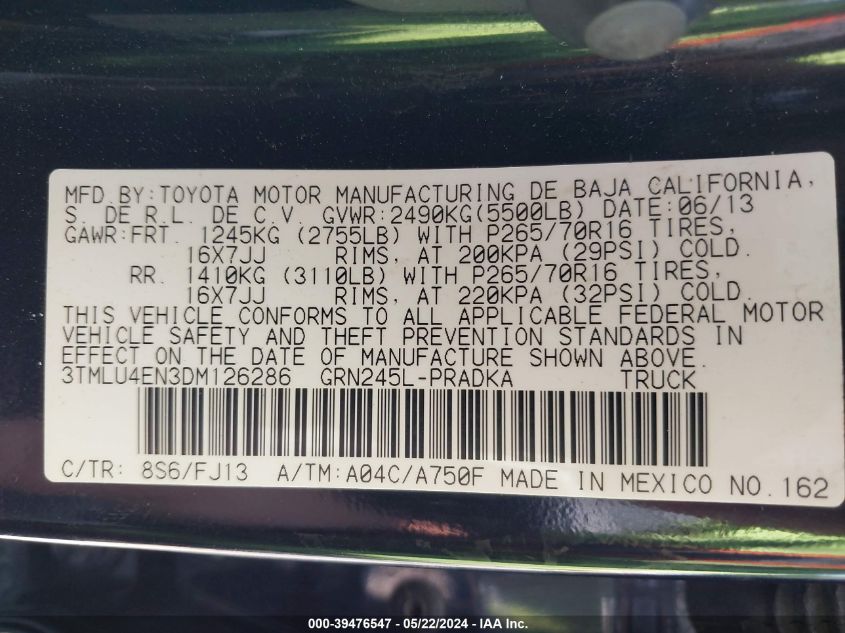 MFD.BY:TOYOTA MOTOR MANUFACTURING DE BAJA CALIFORNIA,
S. DE R.L. DE C.V. GVWR:2490KG(5500LB) DATE:06/13
GAWR:FRT. 1245KG (2755LB) WITH P265/70R16 TIRES,
16X7JJ RIMS, AT 200KPA (29PSI) COLD.
RR. 1410KG (3110LB) WITH P265/70R16 TIRES,
16X7JJ RIMS, AT 220KPA (32PSI) COLD.
THIS VEHICLE CONFORMS TO ALL APPLICABLE FEDERAL MOTOR
VEHICLE SAFETY AND THEFT PREVENTION STANDARDS IN
EFFECT ON THE DATE OF MANUFACTURE SHOWN ABOVE.
3TMLU4EN3DM126286 GRN245L-PRADKA TRUCK
C/TR: 8S6/FJ13 A/TM:A04C/A750F MADE IN MEXICO NO.162
000-39476547 - 05/22/2024 - IAA Inc.